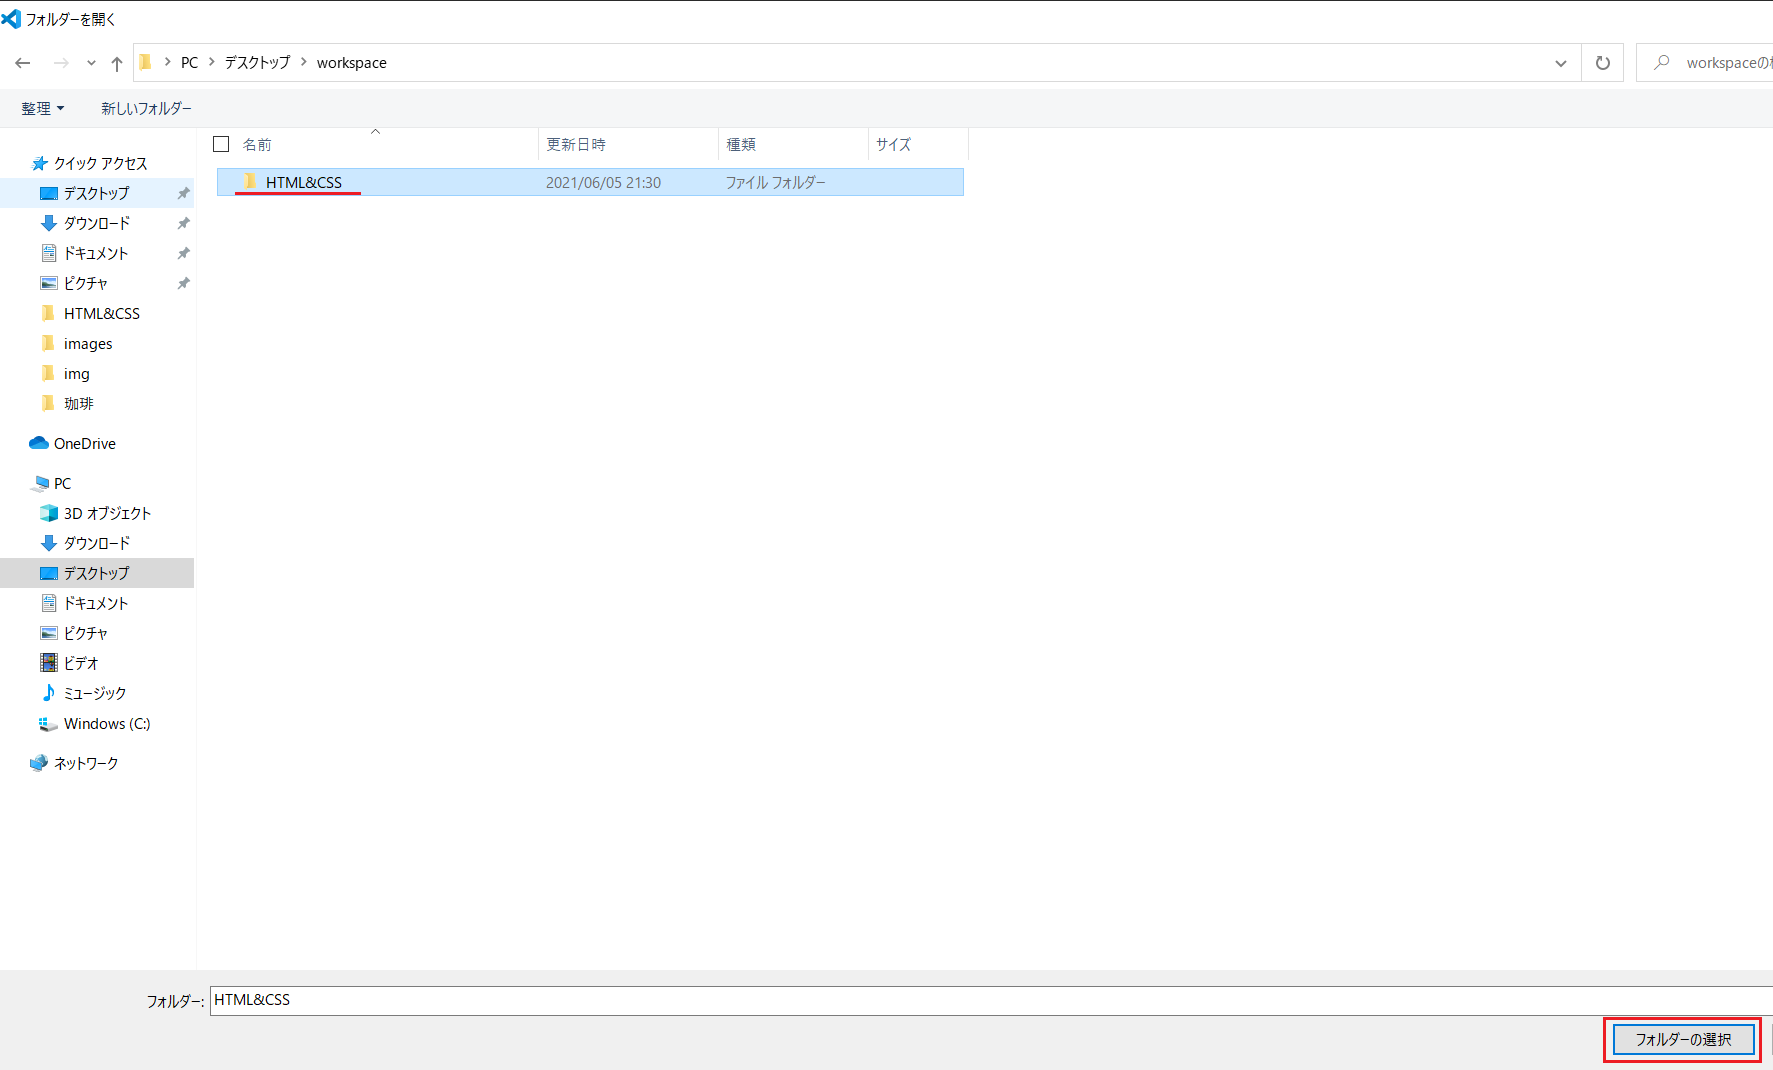 フォルダーを開く
PC デスクトップ workspace
workspaceの
整理 新しいフォルダー
名前 更新日時 種類 サイズ
HTML&CSS 2021/06/05 21:30 ファイル フォルダー
クイック アクセス
デスクトップ
ダウンロード
ドキュメント
ピクチャ
HTML&CSS
images
img
珈琲
OneDrive
PC
3D オブジェクト
ダウンロード
デスクトップ
ドキュメント
ピクチャ
ビデオ
ミュージック
Windows (C:)
ネットワーク
フォルダー: HTML&CSS
フォルダーの選択